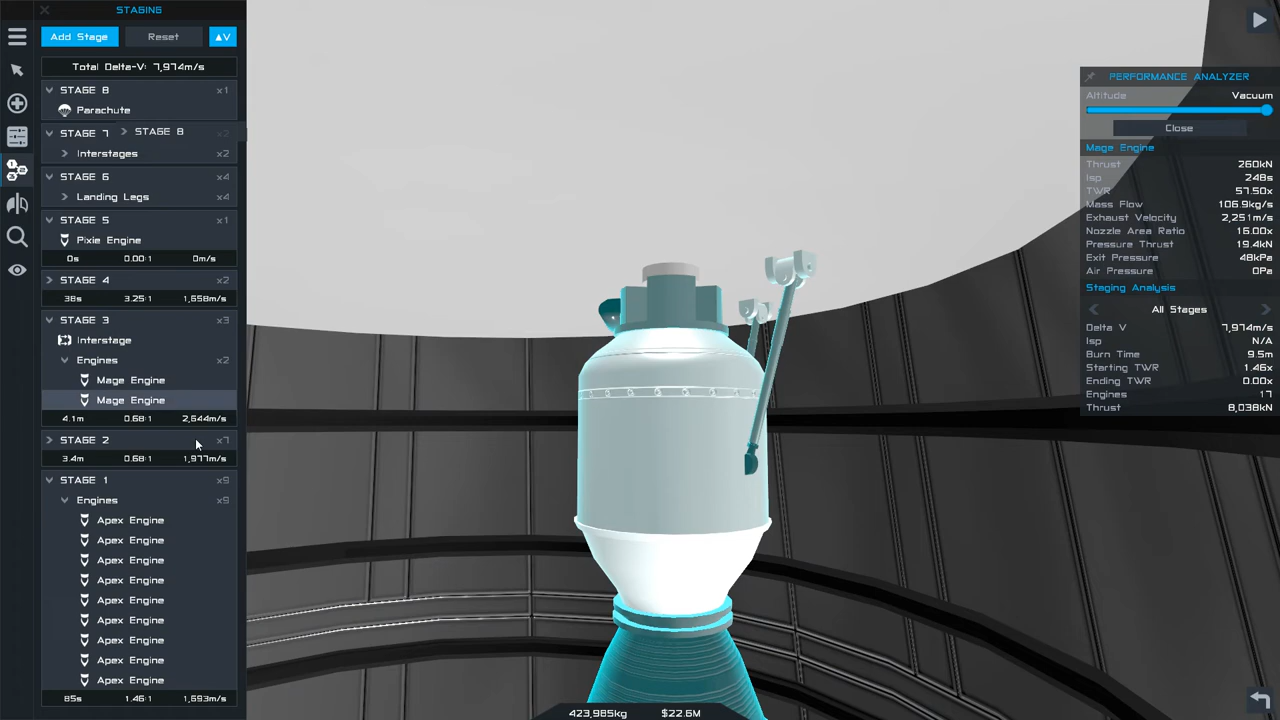 STAGING
Add Stage Reset ▲V
Total Delta-V: 7,974m/s
STAGE 8 x1
Parachute
STAGE 7 x2
STAGE 8
Interstages x2
STAGE 6 x4
Landing Legs x4
STAGE 5 x1
Pixie Engine
0s 0.00:1 0m/s
STAGE 4 x2
38s 3.25:1 1,658m/s
STAGE 3 x3
Interstage
Engines x2
Mage Engine
Mage Engine
4.1m 0.68:1 2,644m/s
STAGE 2 x7
3.4m 0.68:1 1,977m/s
STAGE 1 x9
Engines x9
Apex Engine
Apex Engine
Apex Engine
Apex Engine
Apex Engine
Apex Engine
Apex Engine
Apex Engine
Apex Engine
85s 1.46:1 1,693m/s
423,985kg $22.6M
PERFORMANCE ANALYZER
Altitude Vacuum
Close
Mage Engine
Thrust 260kN
Isp 248s
TWR 57.50x
Mass Flow 106.9kg/s
Exhaust Velocity 2,251m/s
Nozzle Area Ratio 16.00x
Pressure Thrust 19.4kN
Exit Pressure 48kPa
Air Pressure 0Pa
Staging Analysis
All Stages
Delta V 7,974m/s
Isp N/A
Burn Time 9.5m
Starting TWR 1.46x
Ending TWR 0.00x
Engines 17
Thrust 8,038kN